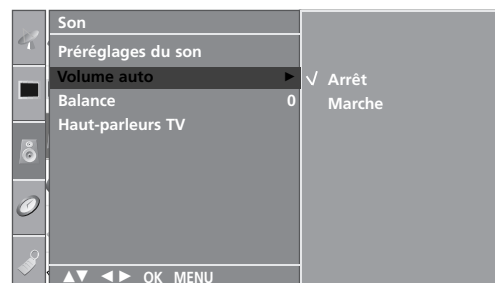 Son
Préréglages du son
Volume auto ► √ Arrêt
Balance 0 Marche
Haut-parleurs TV
▲▼ ◄► OK MENU